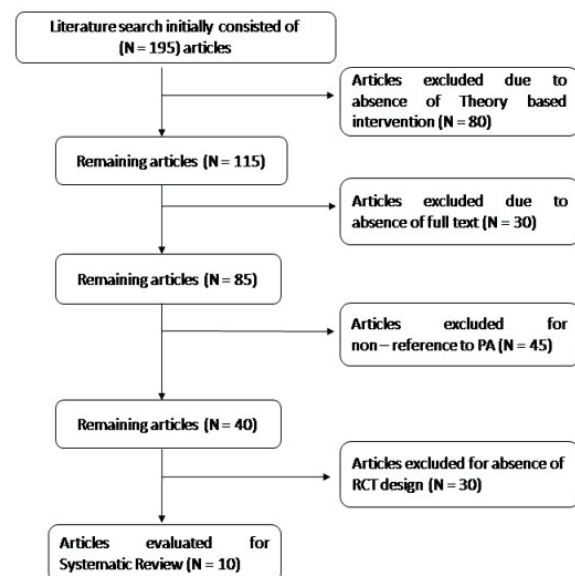 Literature search initially consisted of
(N = 195) articles
Articles excluded due to
absence of Theory based
intervention (N = 80)
Remaining articles (N = 115)
Articles excluded due to
absence of full text (N = 30)
Remaining articles (N = 85)
Articles excluded for
non – reference to PA (N = 45)
Remaining articles (N = 40)
Articles excluded for absence of
RCT design (N = 30)
Articles evaluated for
Systematic Review (N = 10)